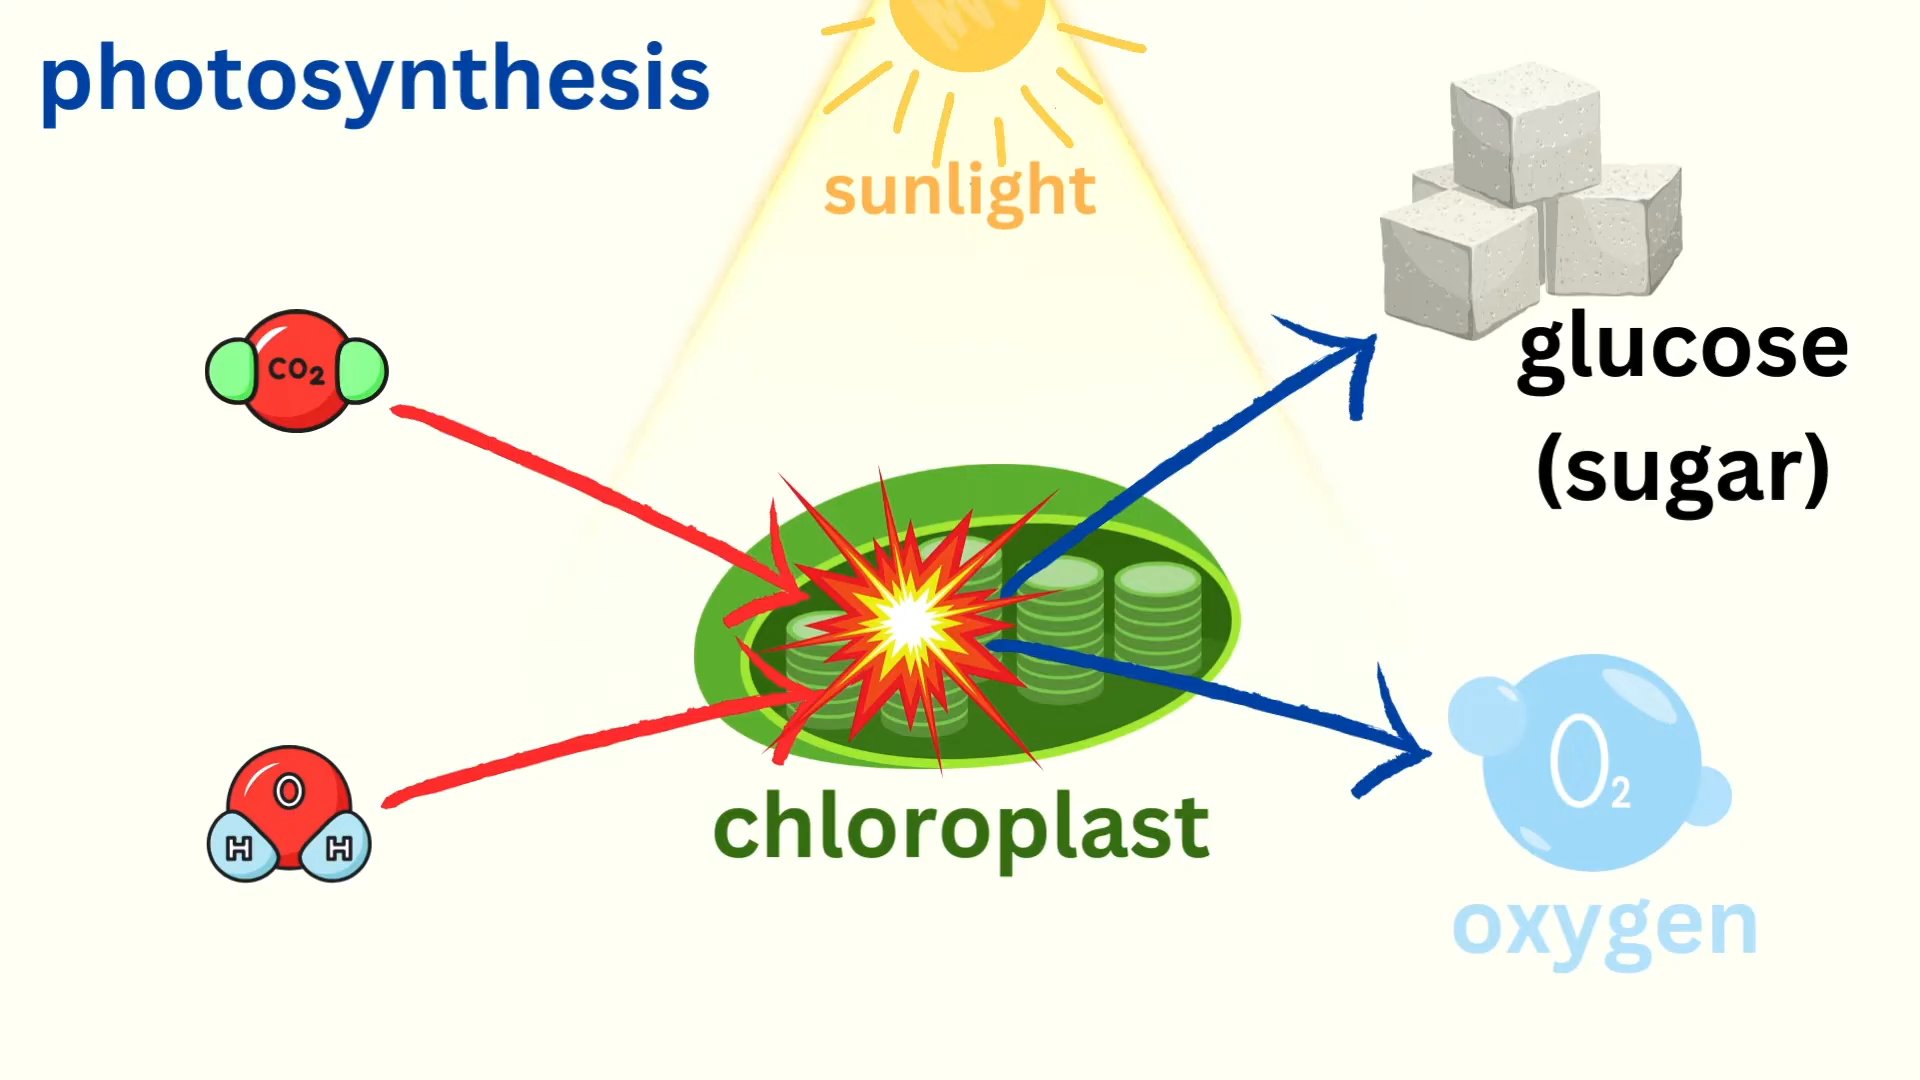 photosynthesis
sunlight
CO₂
glucose
(sugar)
O
H H
chloroplast
O₂
oxygen